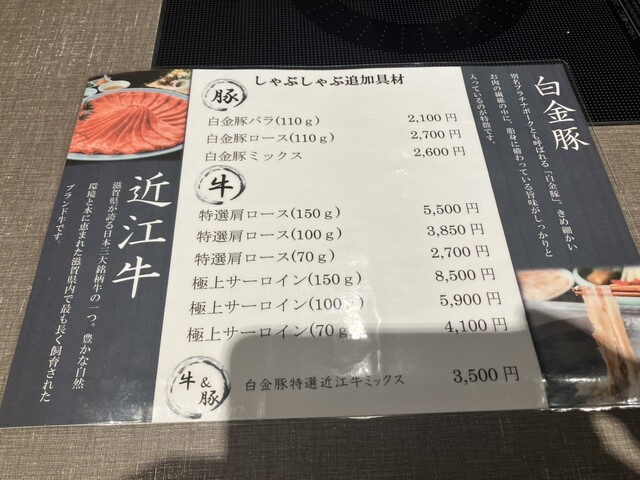 しゃぶしゃぶ追加具材
豚
白金豚バラ(110g) 2,100円
白金豚ロース(110g) 2,700円
白金豚ミックス 2,600円
牛
特選肩ロース(150g) 5,500円
特選肩ロース(100g) 3,850円
特選肩ロース(70g) 2,700円
極上サーロイン(150g) 8,500円
極上サーロイン(100g) 5,900円
極上サーロイン(70g) 4,100円
牛&豚
白金豚特選近江牛ミックス 3,500円
白金豚
別名プラチナポークとも呼ばれる「白金豚」。きめ細かい
お肉の繊維の中に、脂身に備わっている旨味がしっかりと
入っているのが特徴です。
近江牛
滋賀県が誇る日本三大銘柄牛の一つ。豊かな自然
環境と水に恵まれた滋賀県内で最も長く飼育された
ブランド牛です。